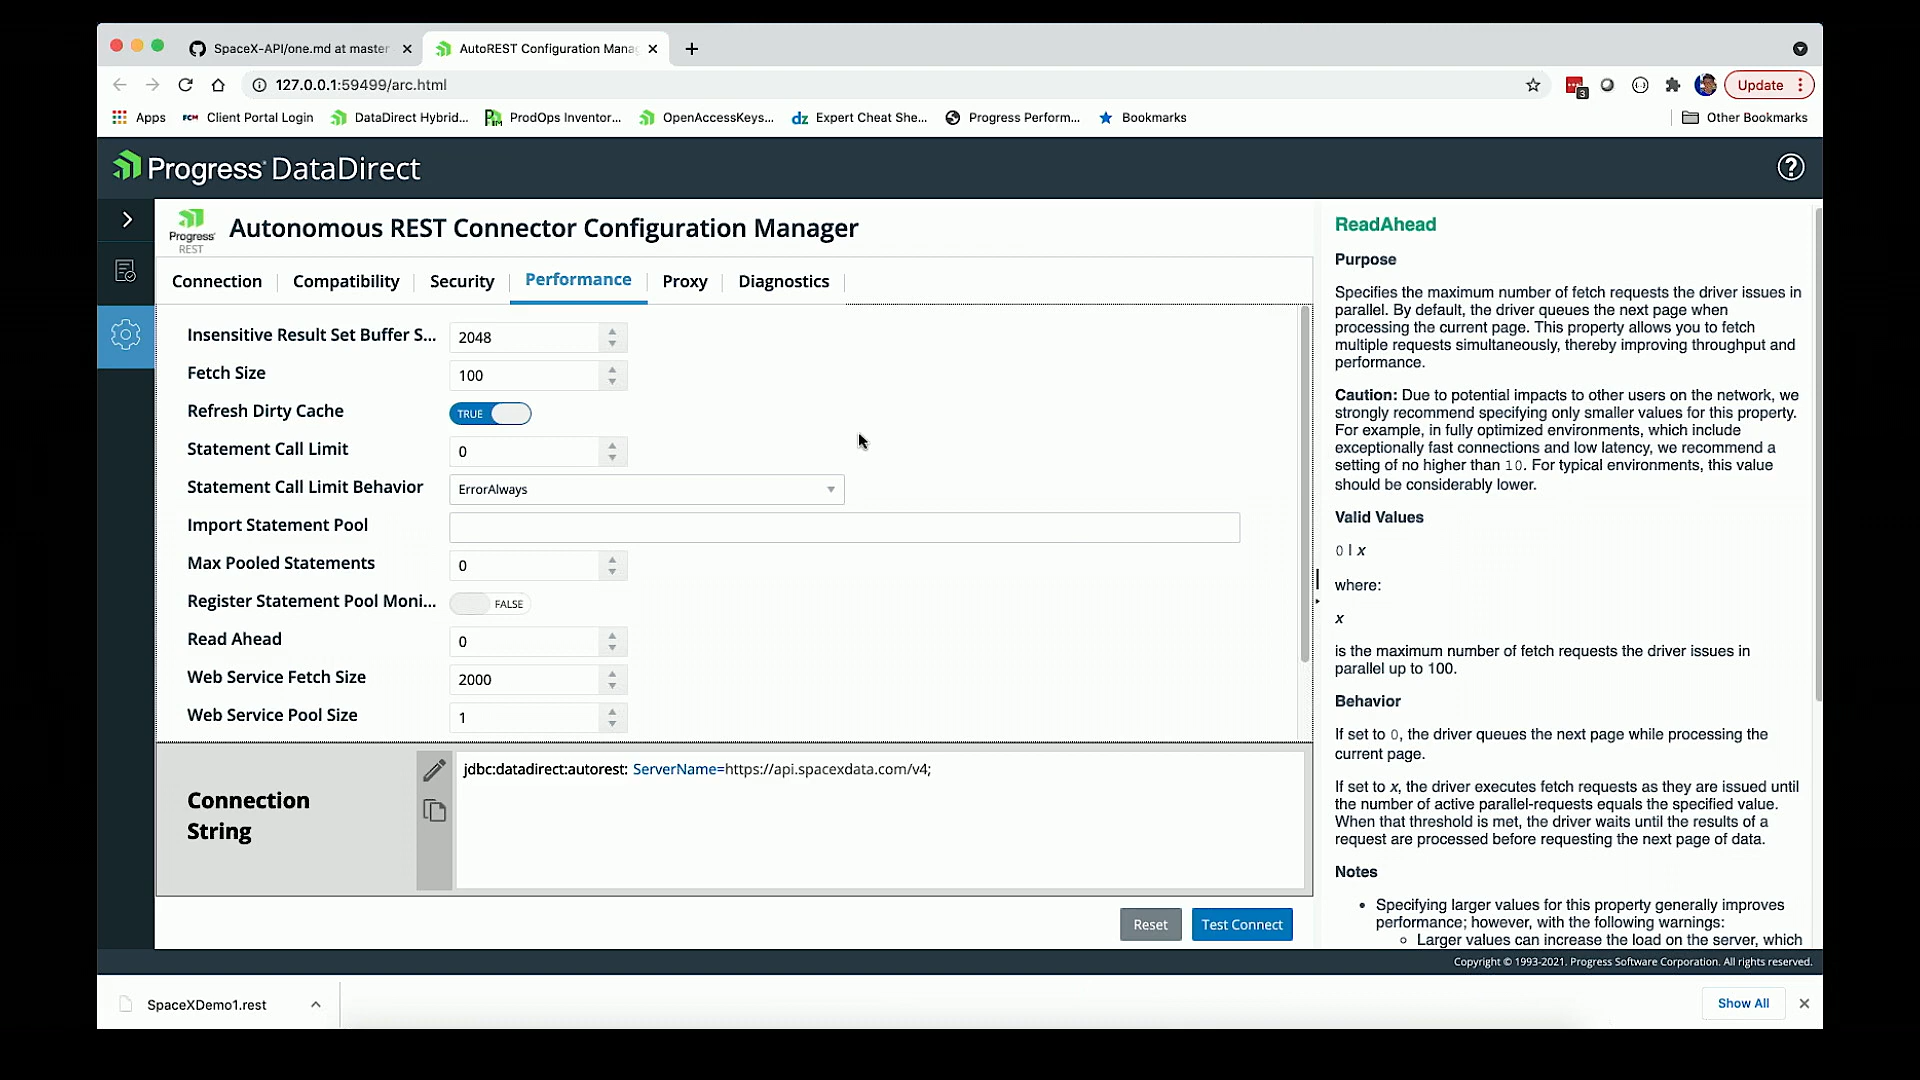 SpaceX-API/one.md at master
AutoREST Configuration Mana
127.0.0.1:59499/arc.html
3
Update
Apps
FCM
Client Portal Login
DataDirect Hybrid...
ProdOps Inventor...
OpenAccessKeys...
dz
Expert Cheat She...
Progress Perform...
Bookmarks
Other Bookmarks
Progress DataDirect
Progress
REST
Autonomous REST Connector Configuration Manager
Connection
Compatibility
Security
Performance
Proxy
Diagnostics
Insensitive Result Set Buffer S...
2048
Fetch Size
100
Refresh Dirty Cache
TRUE
Statement Call Limit
0
Statement Call Limit Behavior
ErrorAlways
Import Statement Pool
Max Pooled Statements
0
Register Statement Pool Moni...
FALSE
Read Ahead
0
Web Service Fetch Size
2000
Web Service Pool Size
1
Connection
String
jdbc:datadirect:autorest: ServerName=https://api.spacexdata.com/v4;
Reset
Test Connect
ReadAhead
Purpose
Specifies the maximum number of fetch requests the driver issues in
parallel. By default, the driver queues the next page when
processing the current page. This property allows you to fetch
multiple requests simultaneously, thereby improving throughput and
performance.
Caution: Due to potential impacts to other users on the network, we
strongly recommend specifying only smaller values for this property.
For example, in fully optimized environments, which include
exceptionally fast connections and low latency, we recommend a
setting of no higher than 10. For typical environments, this value
should be considerably lower.
Valid Values
0 | x
where:
x
is the maximum number of fetch requests the driver issues in
parallel up to 100.
Behavior
If set to 0, the driver queues the next page while processing the
current page.
If set to x, the driver executes fetch requests as they are issued until
the number of active parallel-requests equals the specified value.
When that threshold is met, the driver waits until the results of a
request are processed before requesting the next page of data.
Notes
• Specifying larger values for this property generally improves
performance; however, with the following warnings:
Larger values can increase the load on the server, which
Copyright © 1993-2021. Progress Software Corporation. All rights reserved.
SpaceXDemo1.rest
Show All